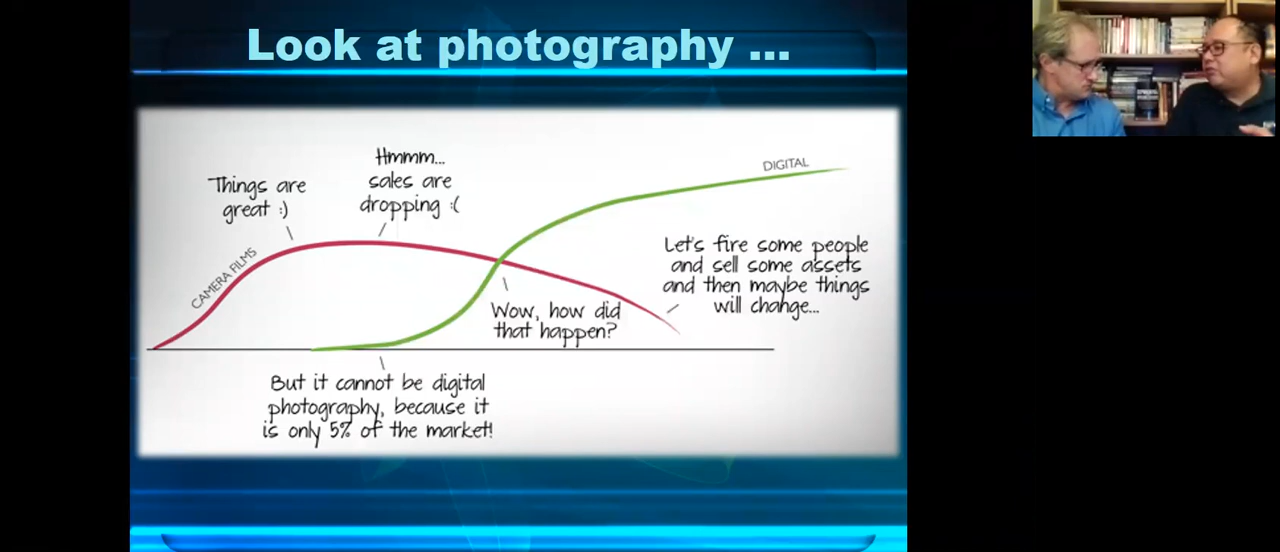 Look at photography ...
Things are
great :)
Hmmm...
sales are
dropping :(
CAMERA FILMS
DIGITAL
Let's fire some people
and sell some assets
and then maybe things
will change...
Wow, how did
that happen?
But it cannot be digital
photography, because it
is only 5% of the market!